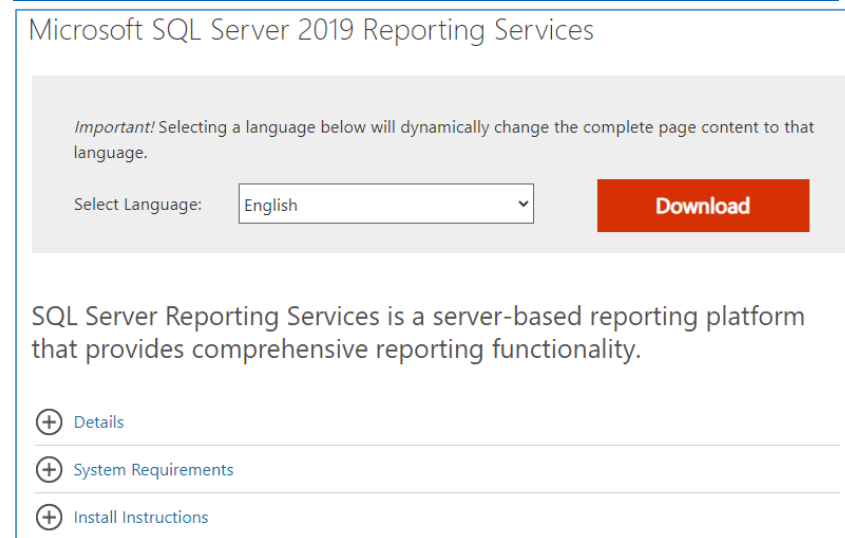 Microsoft SQL Server 2019 Reporting Services
Important! Selecting a language below will dynamically change the complete page content to that
language.
Select Language:
English
Download
SQL Server Reporting Services is a server-based reporting platform
that provides comprehensive reporting functionality.
Details
System Requirements
Install Instructions